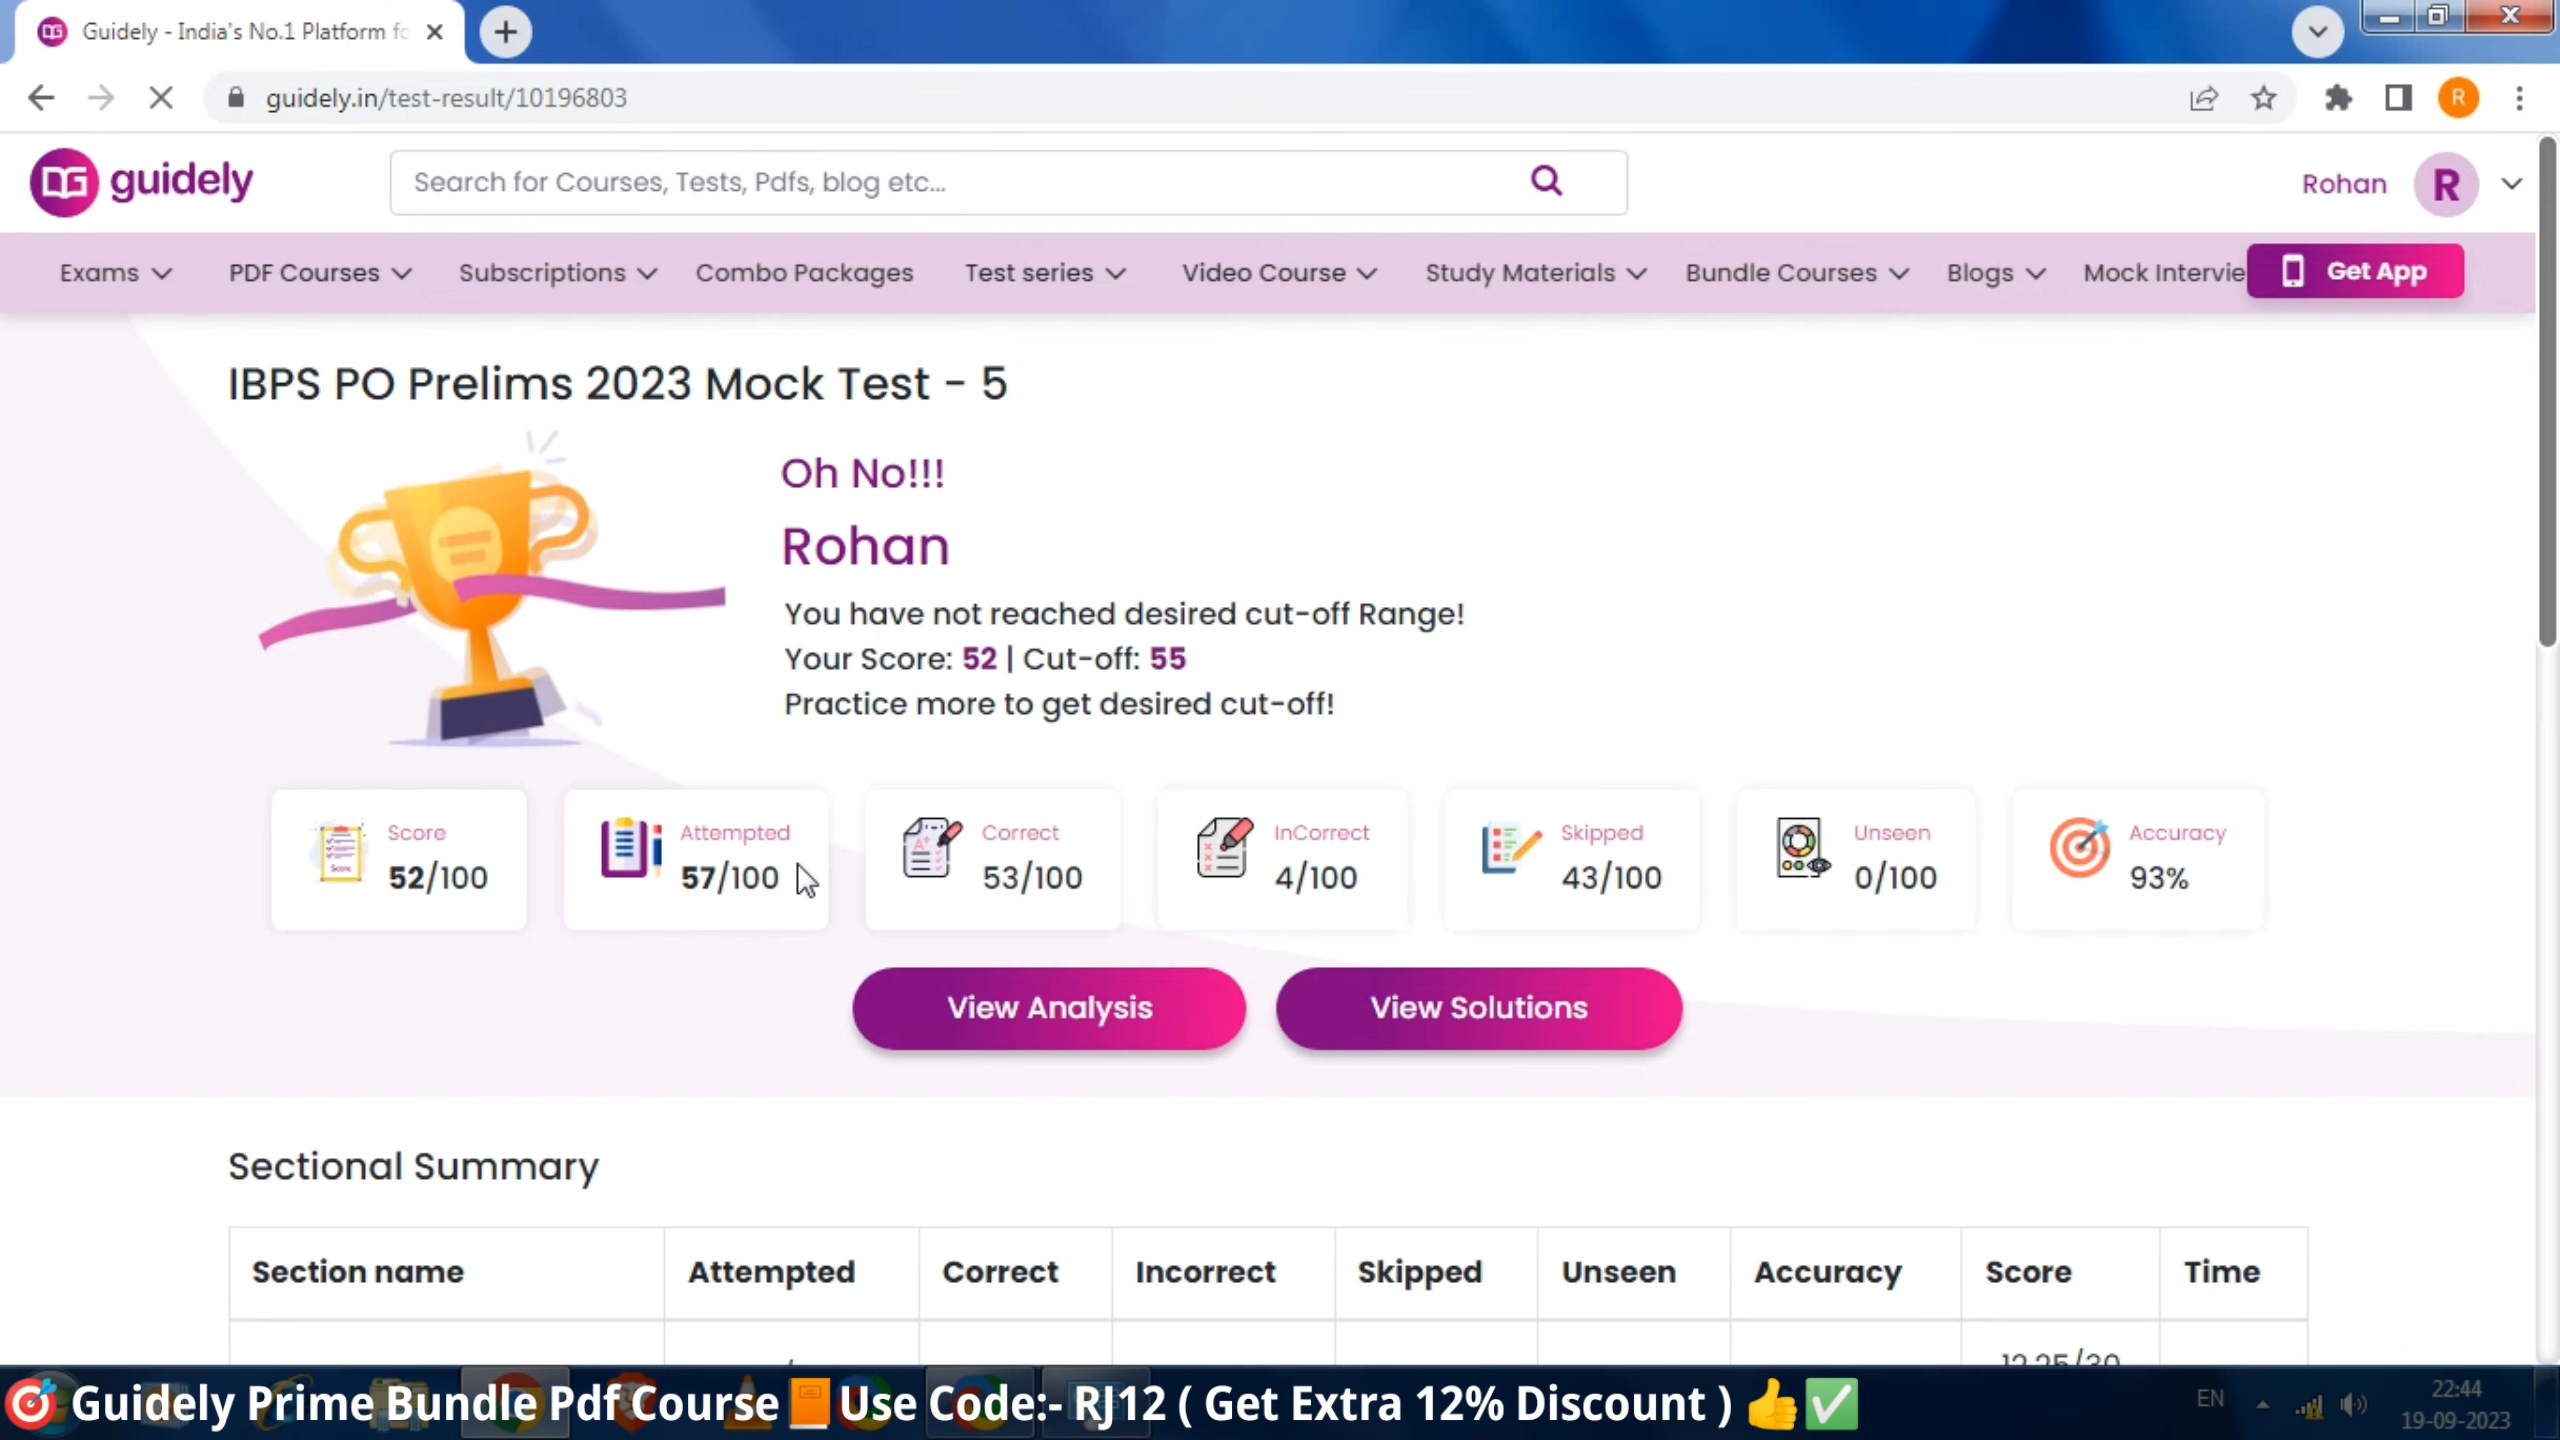 Guidely - India's No.1 Platform fo
guidely.in/test-result/10196803
R
guidely
Search for Courses, Tests, Pdfs, blog etc...
Rohan
R
Exams
PDF Courses
Subscriptions
Combo Packages
Test series
Video Course
Study Materials
Bundle Courses
Blogs
Mock Intervie
Get App
IBPS PO Prelims 2023 Mock Test - 5
Oh No!!!
Rohan
You have not reached desired cut-off Range!
Your Score: 52 | Cut-off: 55
Practice more to get desired cut-off!
Score
52/100
Attempted
57/100
Correct
53/100
InCorrect
4/100
Skipped
43/100
Unseen
0/100
Accuracy
93%
View Analysis
View Solutions
Sectional Summary
Section name
Attempted
Correct
Incorrect
Skipped
Unseen
Accuracy
Score
Time
12.25/30
🎯 Guidely Prime Bundle Pdf Course📙Use Code:- RJ12 ( Get Extra 12% Discount ) 👍✅
EN
22:44
19-09-2023